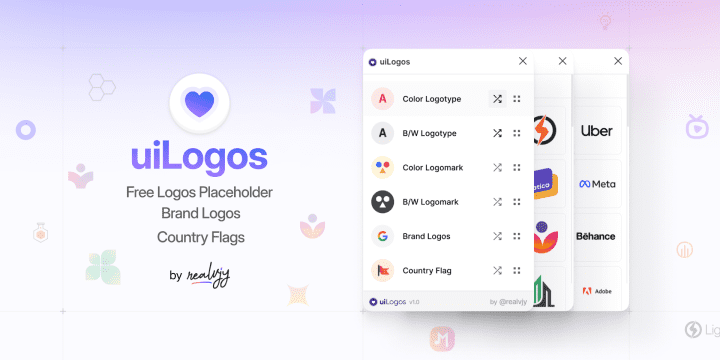 uiLogos
Free Logos Placeholder
Brand Logos
Country Flags
by realvjy
uiLogos
A Color Logotype
A B/W Logotype
Color Logomark
B/W Logomark
G Brand Logos
Country Flag
uiLogos v1.0
by @realvjy
Uber
Meta
Bēhance
Adobe
M
Lig